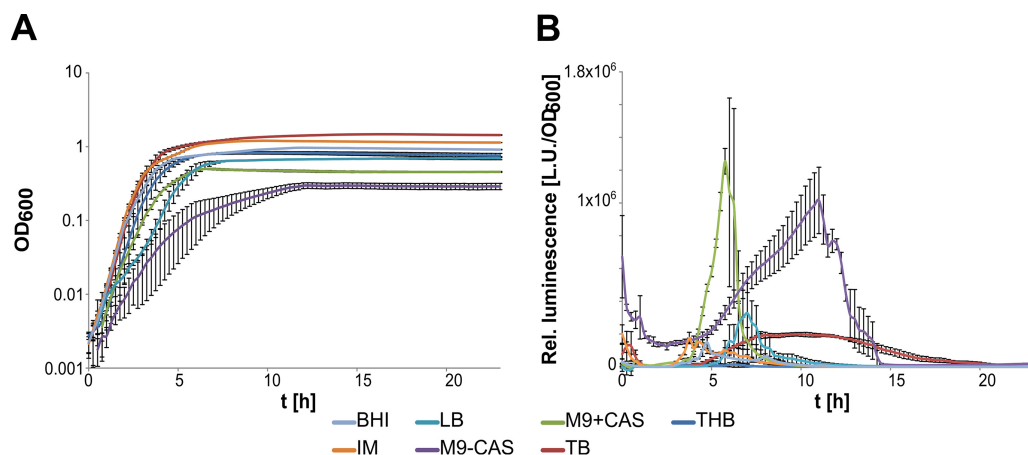 A
B
OD600
10
1
0.1
0.01
0.001
0
5
10
15
20
t [h]
Rel. luminescence [L.U./OD600]
1.8x10⁶
1x10⁶
0
0
5
10
15
20
t [h]
BHI LB M9+CAS THB
IM M9-CAS TB